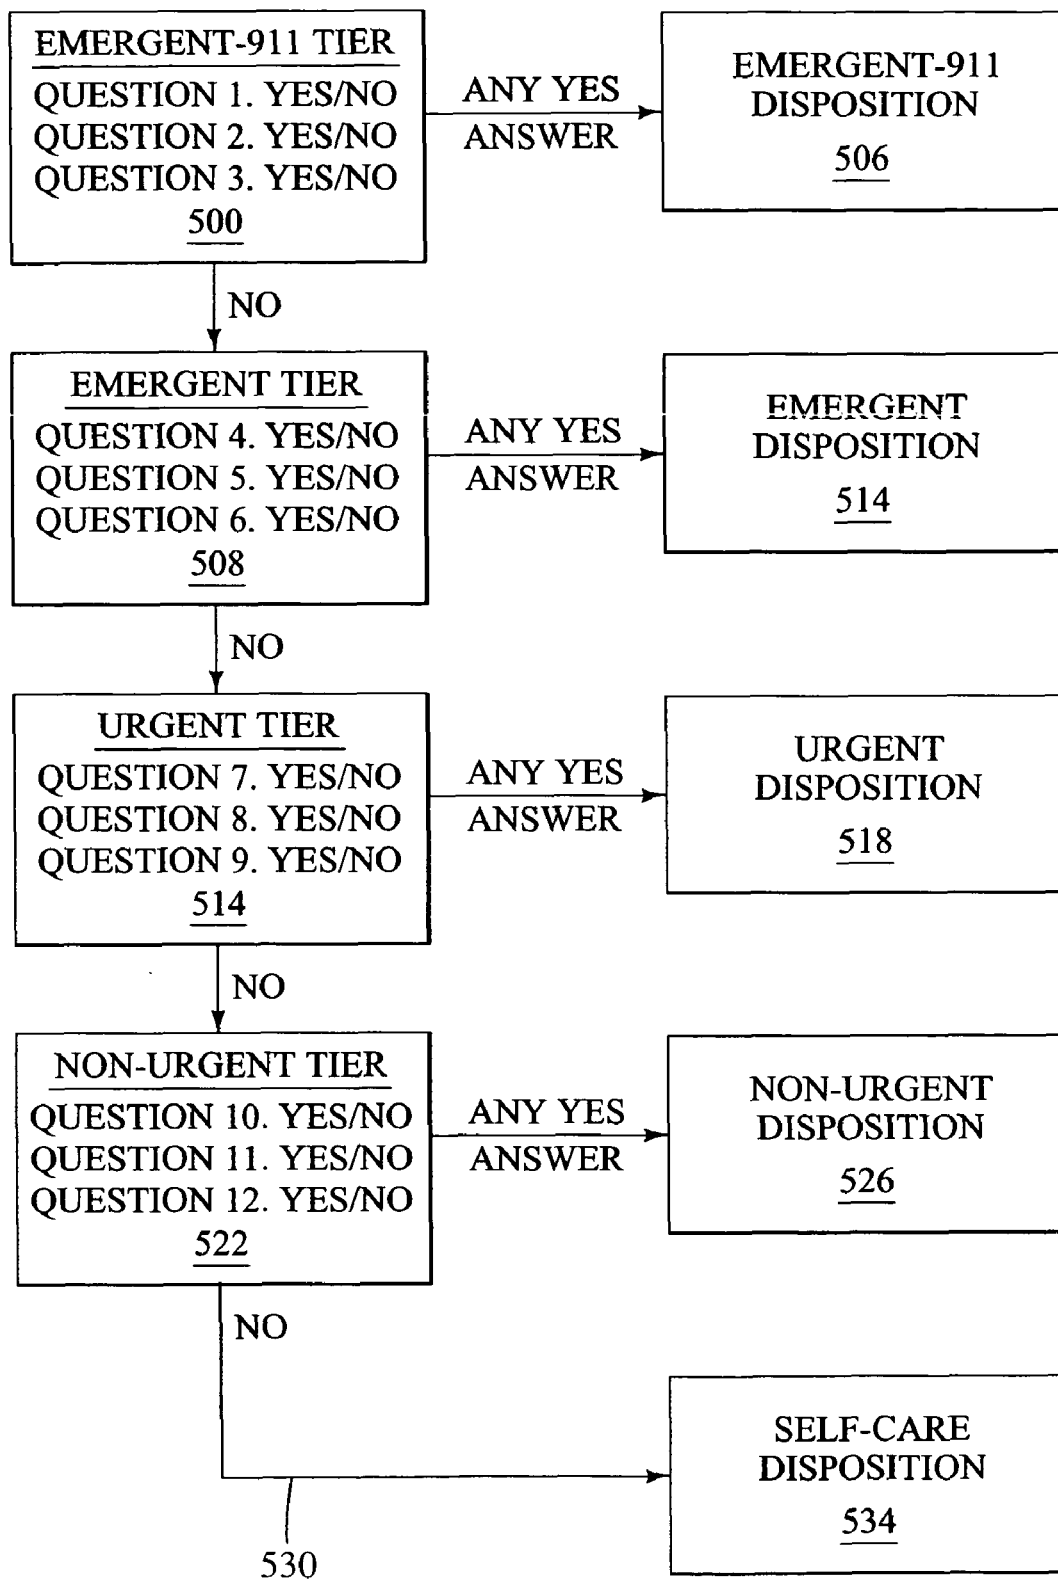 EMERGENT-911 TIER
QUESTION 1. YES/NO
QUESTION 2. YES/NO
QUESTION 3. YES/NO
500
ANY YES
ANSWER
EMERGENT-911
DISPOSITION
506
NO
EMERGENT TIER
QUESTION 4. YES/NO
QUESTION 5. YES/NO
QUESTION 6. YES/NO
508
ANY YES
ANSWER
EMERGENT
DISPOSITION
514
NO
URGENT TIER
QUESTION 7. YES/NO
QUESTION 8. YES/NO
QUESTION 9. YES/NO
514
ANY YES
ANSWER
URGENT
DISPOSITION
518
NO
NON-URGENT TIER
QUESTION 10. YES/NO
QUESTION 11. YES/NO
QUESTION 12. YES/NO
522
ANY YES
ANSWER
NON-URGENT
DISPOSITION
526
NO
SELF-CARE
DISPOSITION
534
530